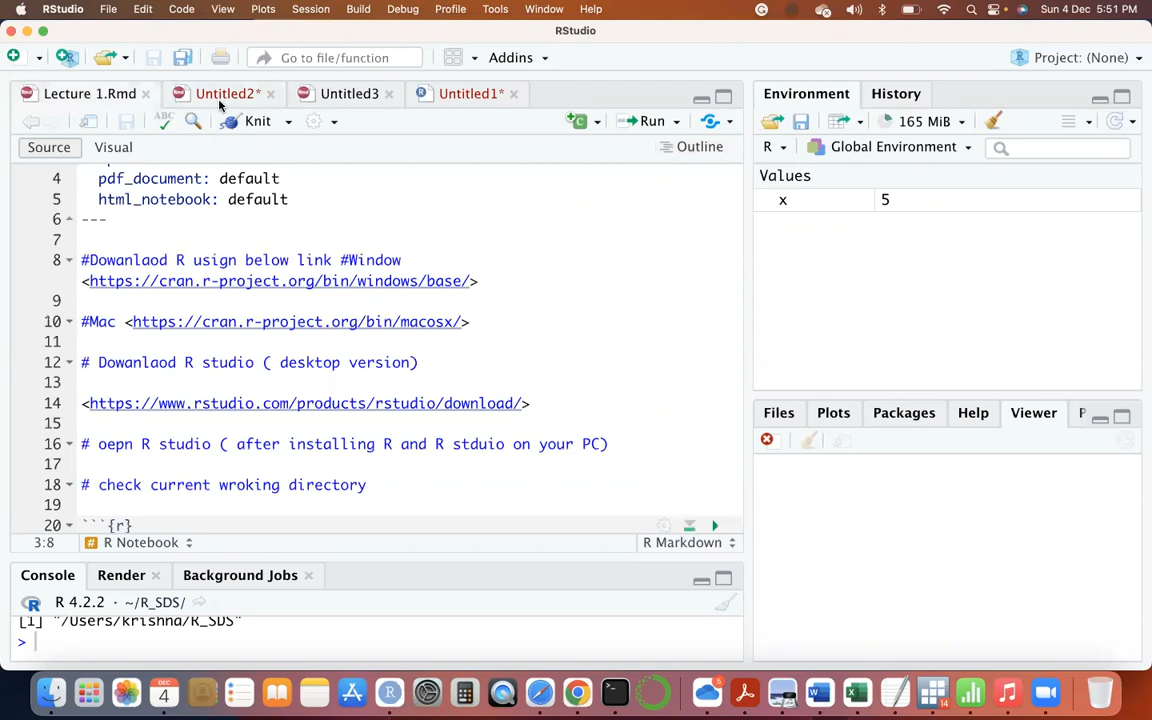 RStudio File Edit Code View Plots Session Build Debug Profile Tools Window Help Sun 4 Dec 5:51 PM
RStudio
Go to file/function Addins Project: (None)
Lecture 1.Rmd Untitled2* Untitled3 Untitled1*
ABC Knit Run
Source Visual Outline
4 pdf_document: default
5 html_notebook: default
6 ---
7
8 #Dowanlaod R usign below link #Window
<https://cran.r-project.org/bin/windows/base/>
9
10 #Mac <https://cran.r-project.org/bin/macosx/>
11
12 # Dowanlaod R studio ( desktop version)
13
14 <https://www.rstudio.com/products/rstudio/download/>
15
16 # oepn R studio ( after installing R and R stduio on your PC)
17
18 # check current wroking directory
19
20 ```{r}
3:8 R Notebook R Markdown
Console Render Background Jobs
R 4.2.2 · ~/R_SDS/
[1] "/Users/krishna/R_SDS"
>
Environment History
165 MiB
R Global Environment
Values
x 5
Files Plots Packages Help Viewer P
DEC
4
5
14